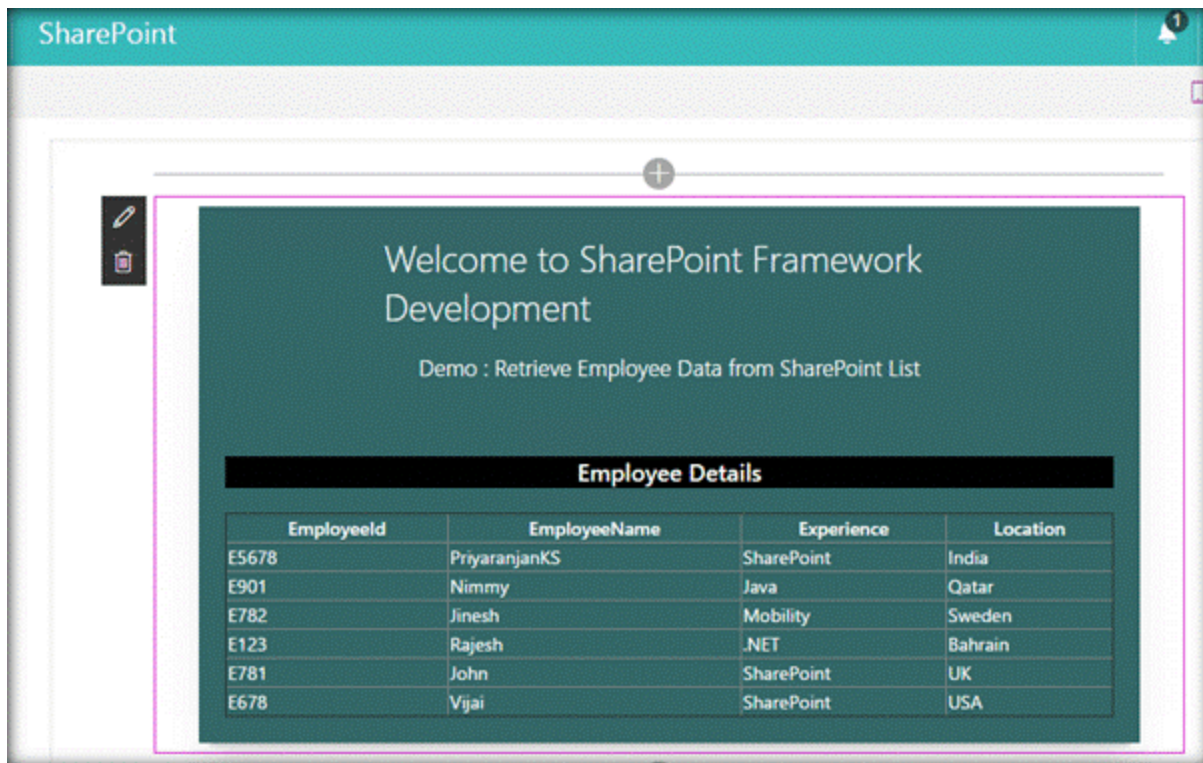 SharePoint
1
Welcome to SharePoint Framework
Development
Demo : Retrieve Employee Data from SharePoint List
Employee Details
EmployeeId EmployeeName Experience Location
E5678 PriyaranjanKS SharePoint India
E901 Nimmy Java Qatar
E782 Jinesh Mobility Sweden
E123 Rajesh .NET Bahrain
E781 John SharePoint UK
E678 Vijai SharePoint USA